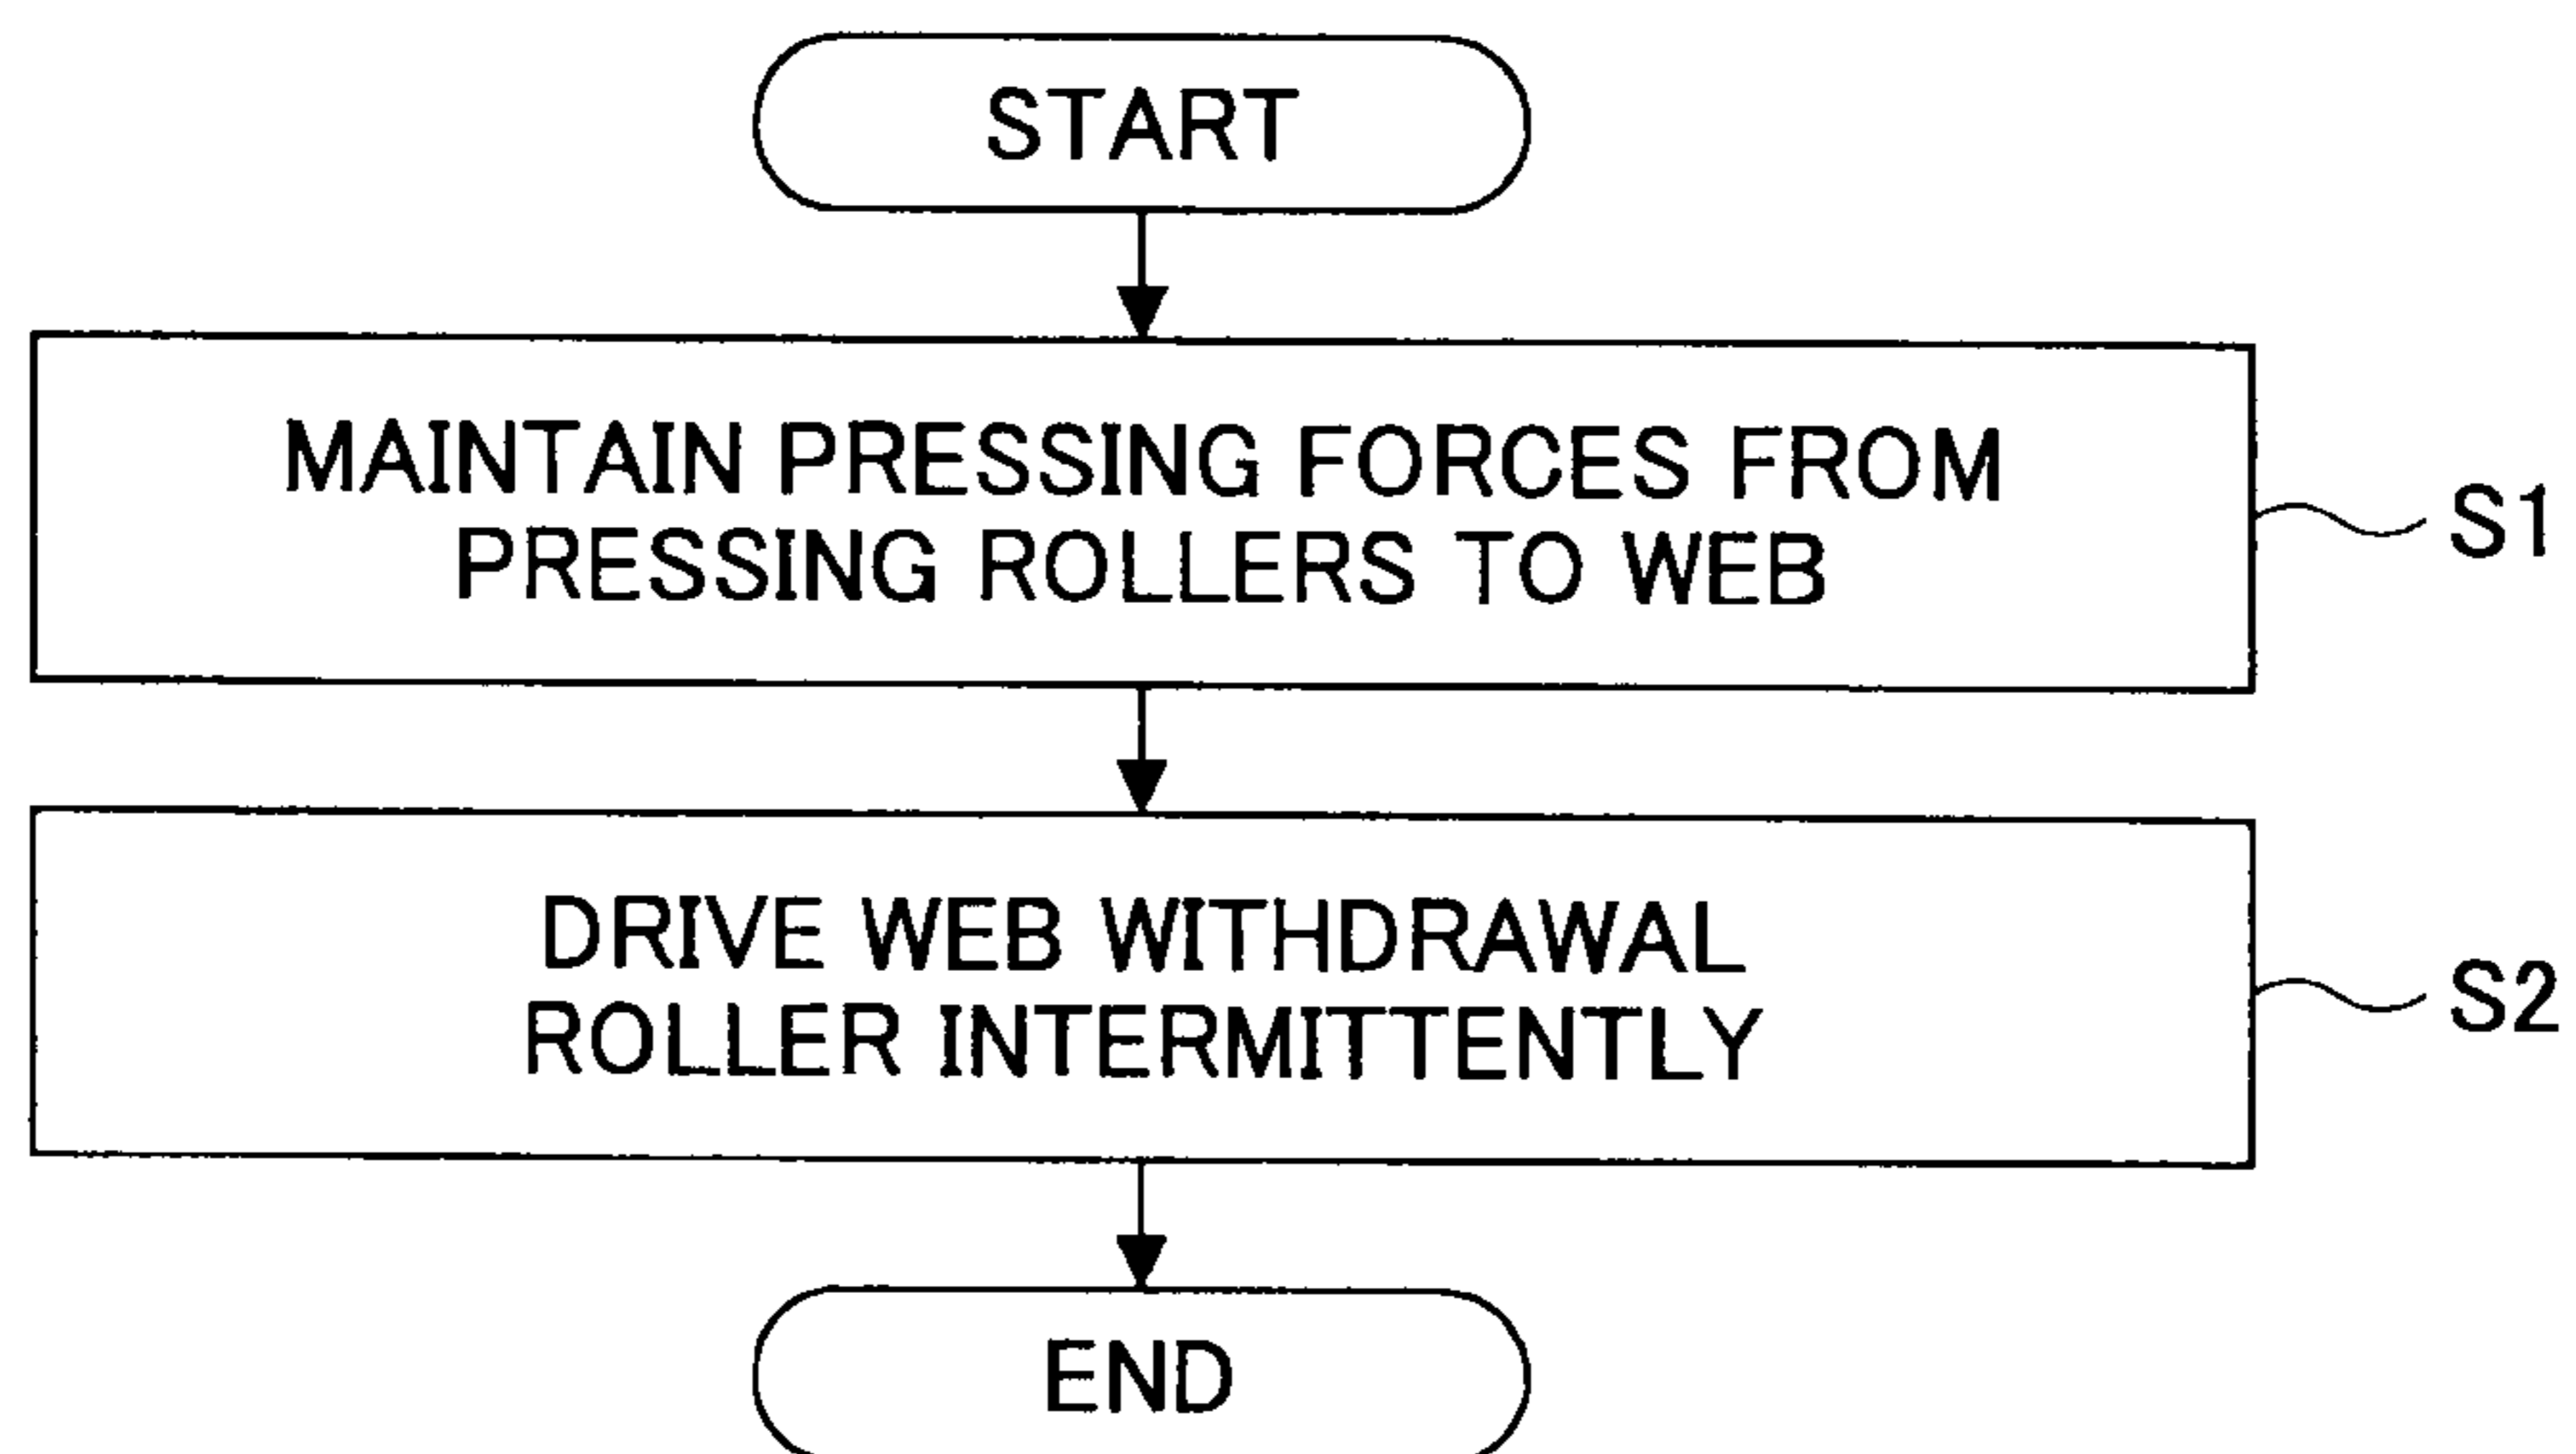 START
MAINTAIN PRESSING FORCES FROM
PRESSING ROLLERS TO WEB
S1
DRIVE WEB WITHDRAWAL
ROLLER INTERMITTENTLY
S2
END